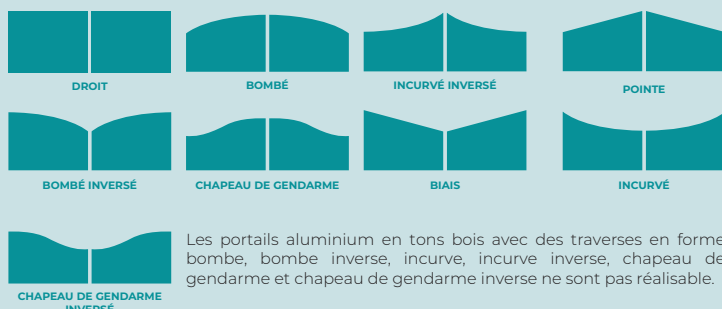 DROIT
BOMBÉ
INCURVÉ INVERSÉ
POINTE
BOMBÉ INVERSÉ
CHAPEAU DE GENDARME
BIAIS
INCURVÉ
CHAPEAU DE GENDARME
INVERSÉ
Les portails aluminium en tons bois avec des traverses en forme
bombe, bombe inverse, incurve, incurve inverse, chapeau de
gendarme et chapeau de gendarme inverse ne sont pas réalisable.